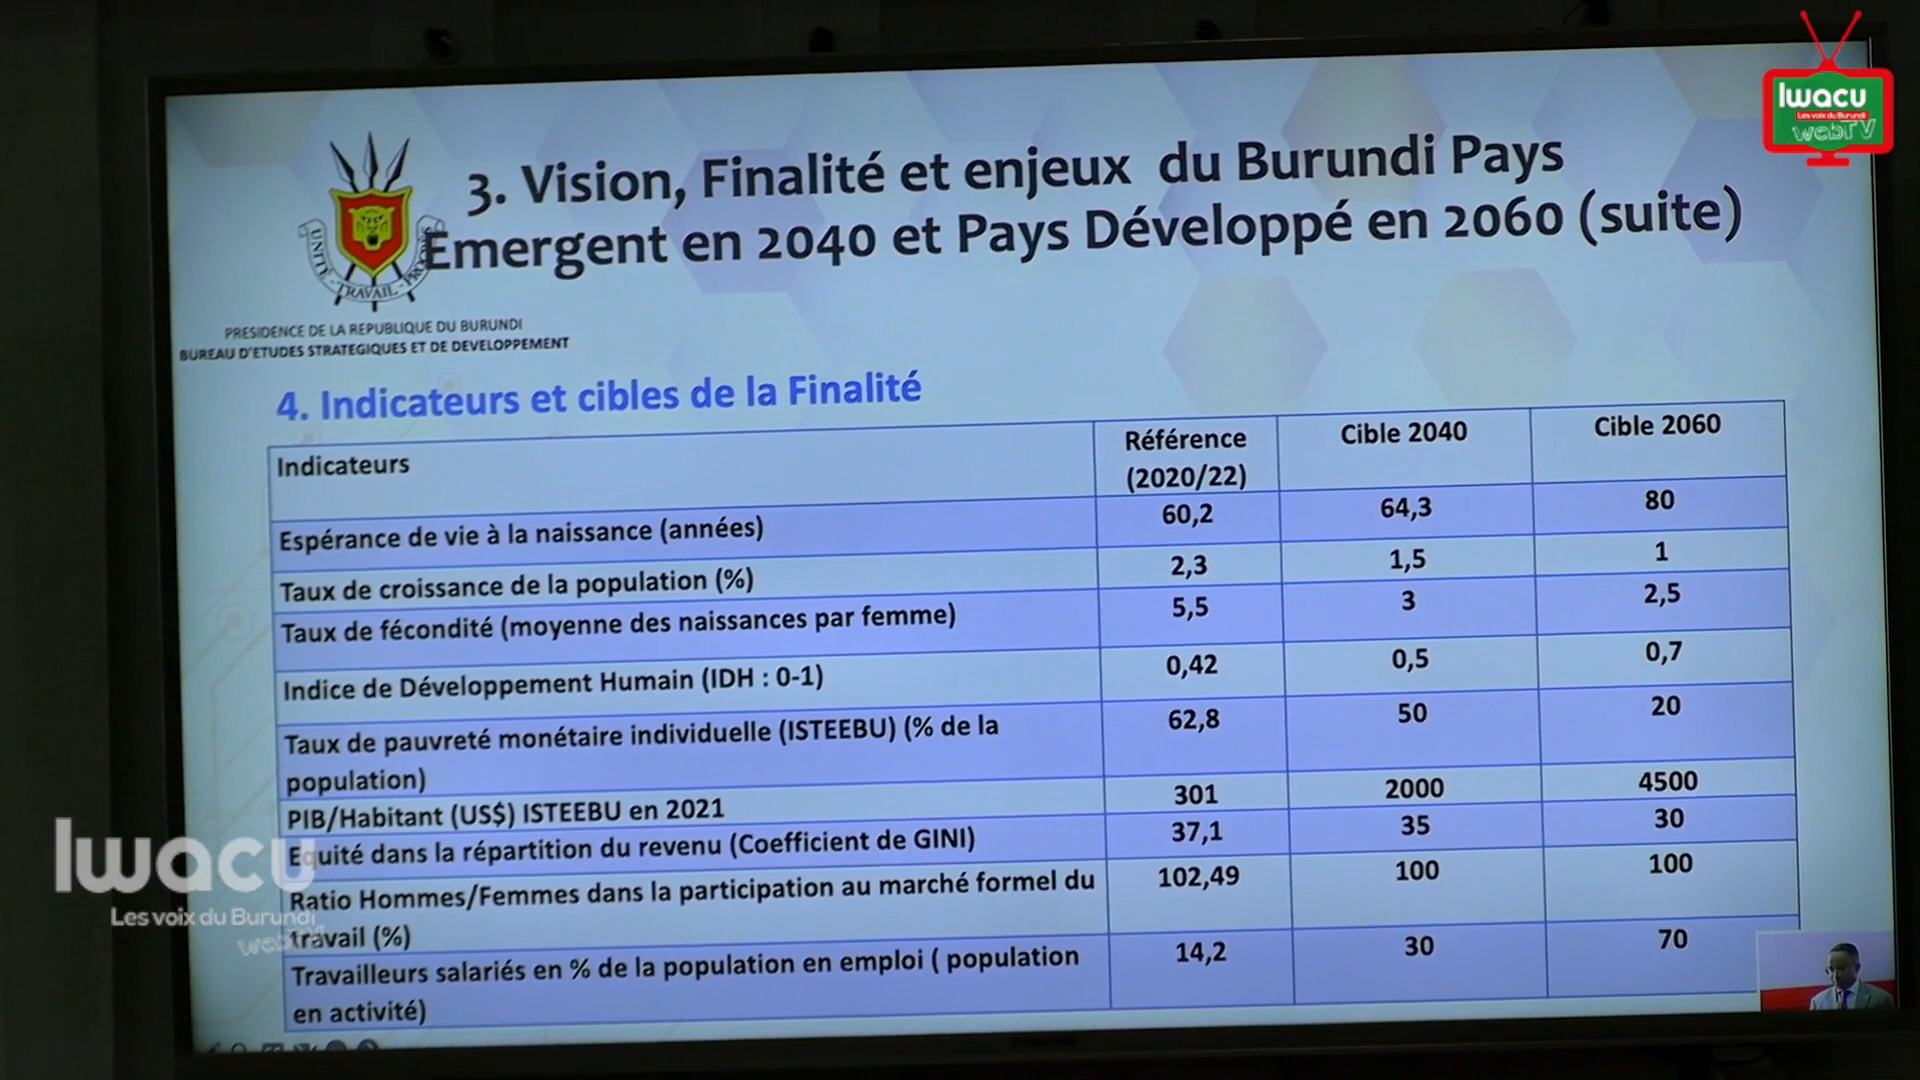 Iwacu
Les voix du Burundi
webTV
3. Vision, Finalité et enjeux du Burundi Pays
Emergent en 2040 et Pays Développé en 2060 (suite)
UNITÉ - TRAVAIL -
PRESIDENCE DE LA REPUBLIQUE DU BURUNDI
BUREAU D'ETUDES STRATEGIQUES ET DE DEVELOPPEMENT
4. Indicateurs et cibles de la Finalité
Indicateurs Référence Cible 2040 Cible 2060
(2020/22)
Espérance de vie à la naissance (années) 60,2 64,3 80
Taux de croissance de la population (%) 2,3 1,5 1
Taux de fécondité (moyenne des naissances par femme) 5,5 3 2,5
Indice de Développement Humain (IDH : 0-1) 0,42 0,5 0,7
Taux de pauvreté monétaire individuelle (ISTEEBU) (% de la 62,8 50 20
population)
PIB/Habitant (US$) ISTEEBU en 2021 301 2000 4500
Equité dans la répartition du revenu (Coefficient de GINI) 37,1 35 30
Ratio Hommes/Femmes dans la participation au marché formel du 102,49 100 100
travail (%)
Travailleurs salariés en % de la population en emploi ( population 14,2 30 70
en activité)
Iwacu
Les voix du Burundi